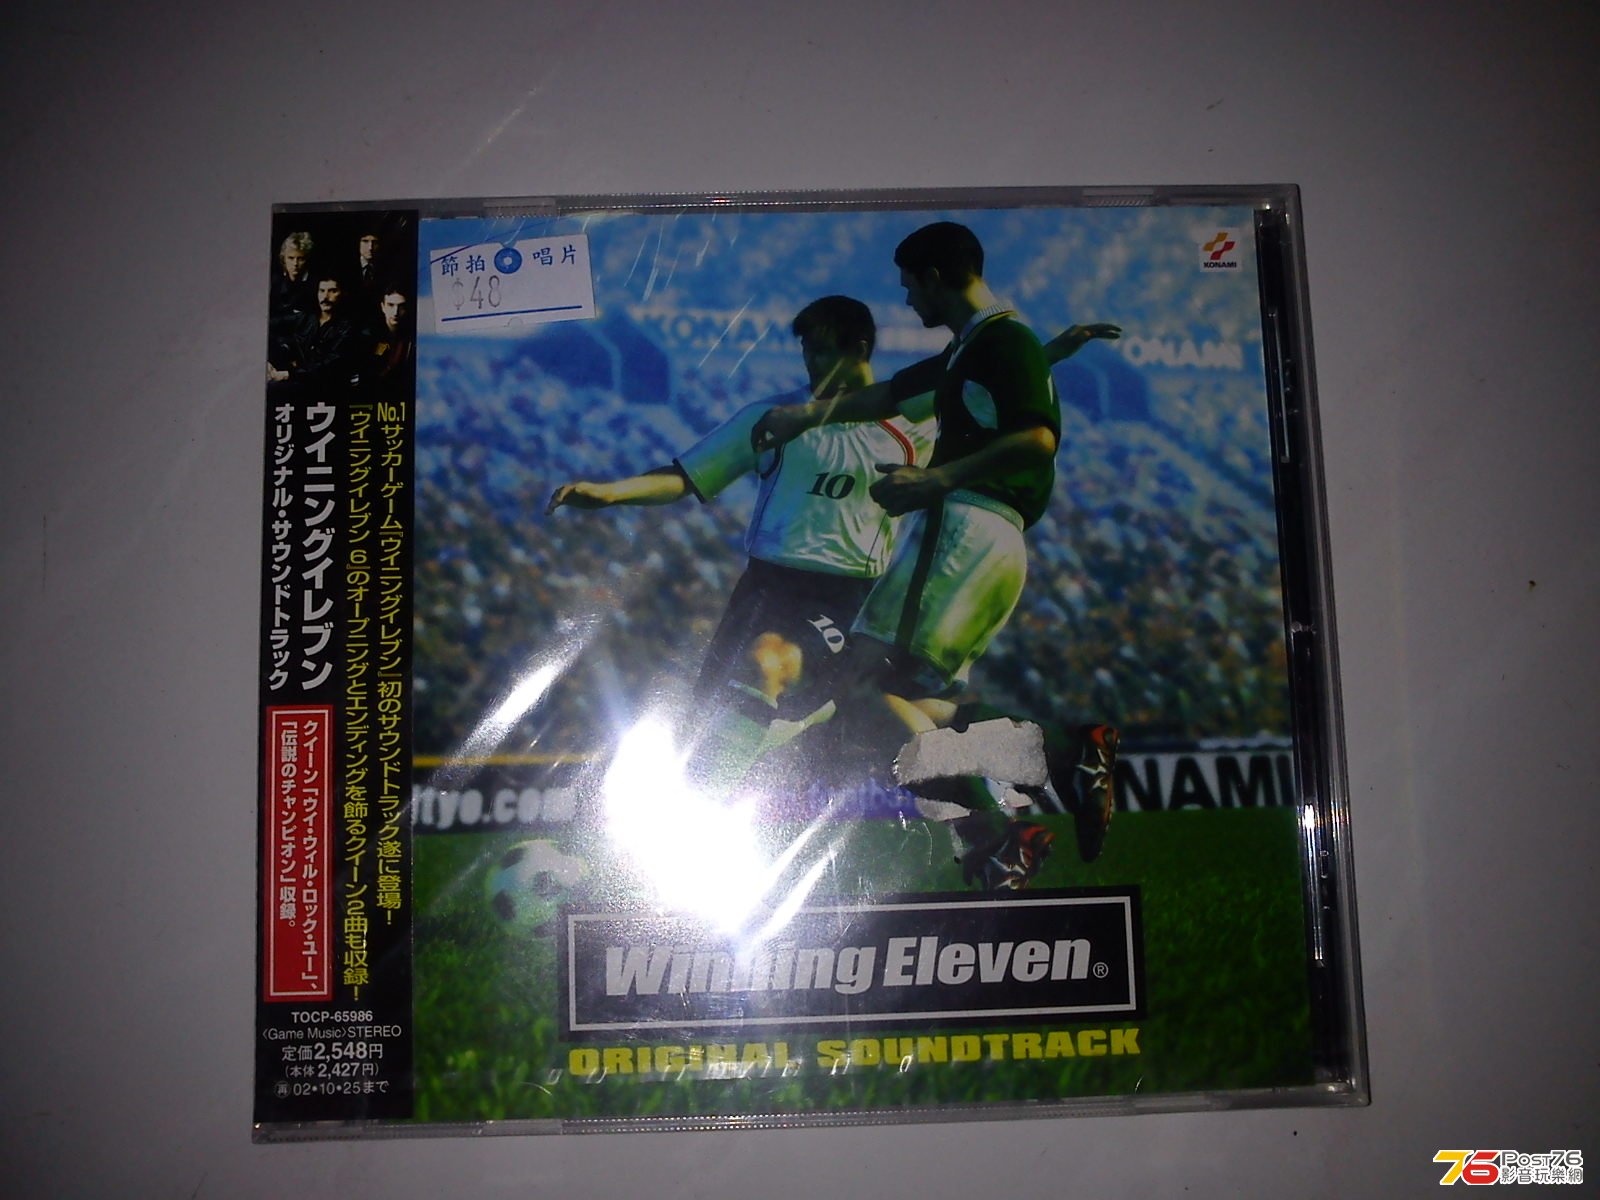 節拍 唱片
$48
KONAMI
KONAMI
ONAMI
10
10
tyo.com
KONAMI
Winning Eleven®
ORIGINAL SOUNDTRACK
No.1サッカーゲーム『ウイニングイレブン』初のサウンドトラック遂に登場！
『ウイニングイレブン 6』のオープニングとエンディングを飾るクイーン2曲も収録！
ウイニングイレブン
オリジナル・サウンドトラック
クイーン「ウィ・ウィル・ロック・ユー」、
「伝説のチャンピオン」収録。
TOCP-65986
〈Game Music〉STEREO
定価2,548円
(本体 2,427円)
再 02•10•25まで
76 Post76
影音玩樂網